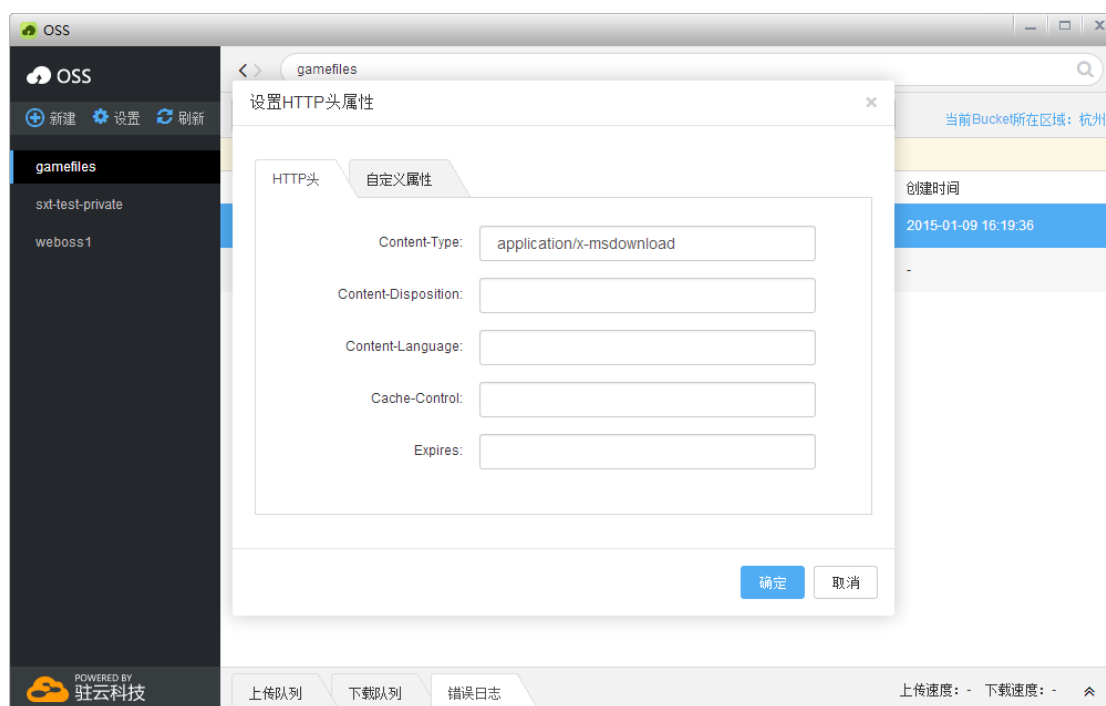 OSS
OSS
新建 设置 刷新
gamefiles
sxt-test-private
weboss1
POWERED BY
驻云科技
gamefiles
当前Bucket所在区域：杭州
创建时间
2015-01-09 16:19:36
-
设置HTTP头属性
HTTP头 自定义属性
Content-Type: application/x-msdownload
Content-Disposition:
Content-Language:
Cache-Control:
Expires:
确定 取消
上传队列 下载队列 错误日志
上传速度：- 下载速度：-